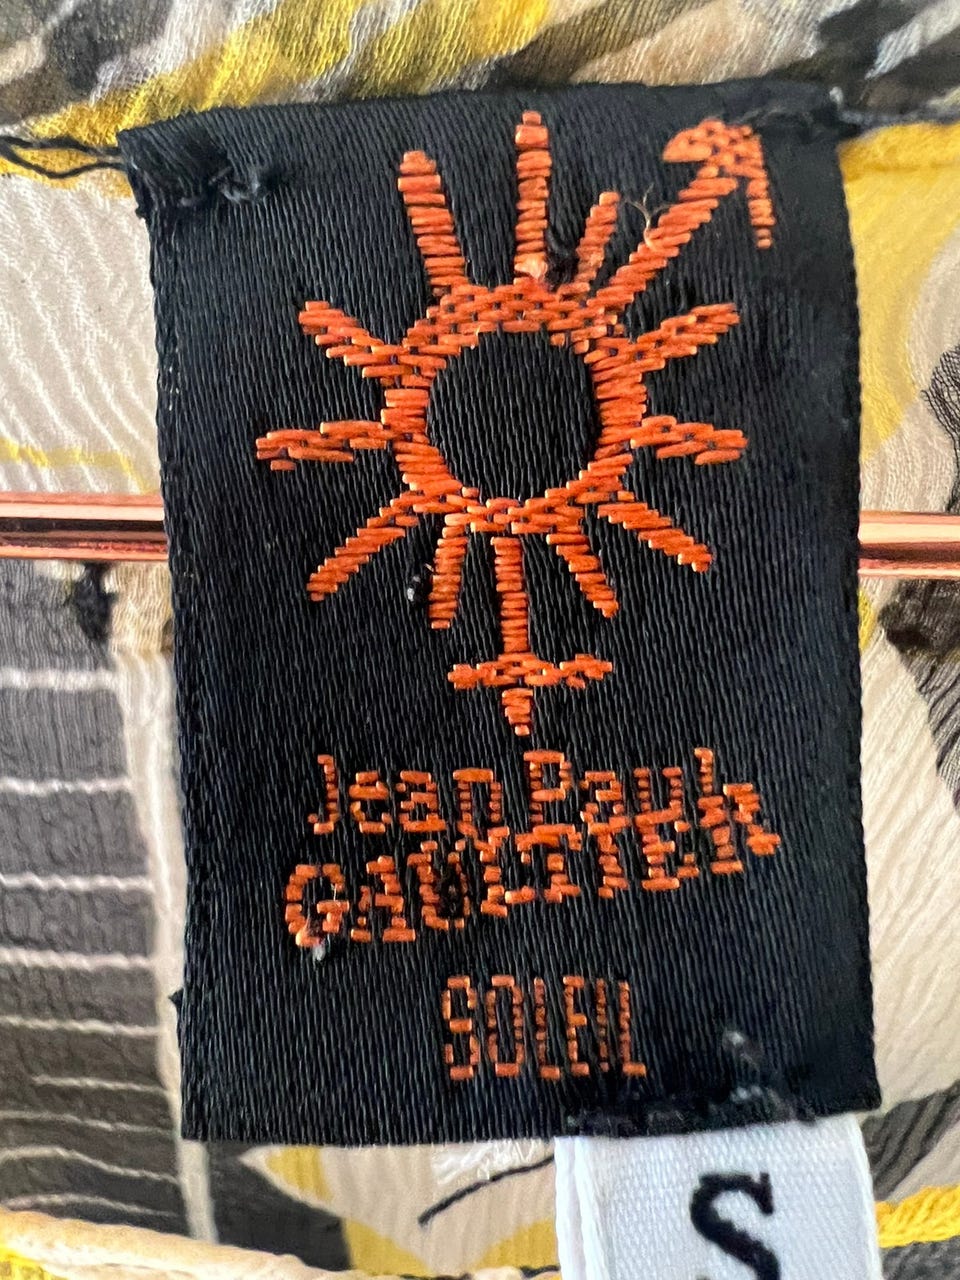 Jean Paul
GAULTIER
SOLEIL
S